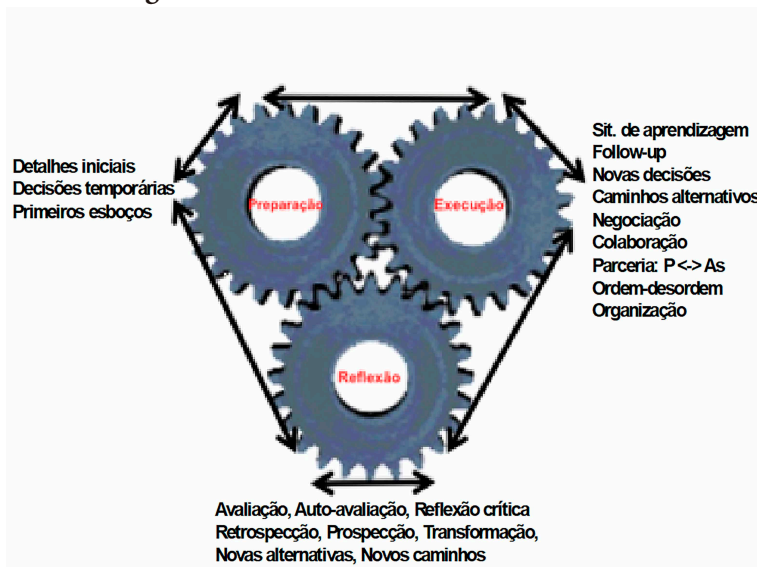 Detalhes iniciais
Decisões temporárias
Primeiros esboços
Preparação
Execução
Sit. de aprendizagem
Follow-up
Novas decisões
Caminhos alternativos
Negociação
Colaboração
Parceria: P <-> As
Ordem-desordem
Organização
Reflexão
Avaliação, Auto-avaliação, Reflexão crítica
Retrospecção, Prospecção, Transformação,
Novas alternativas, Novos caminhos